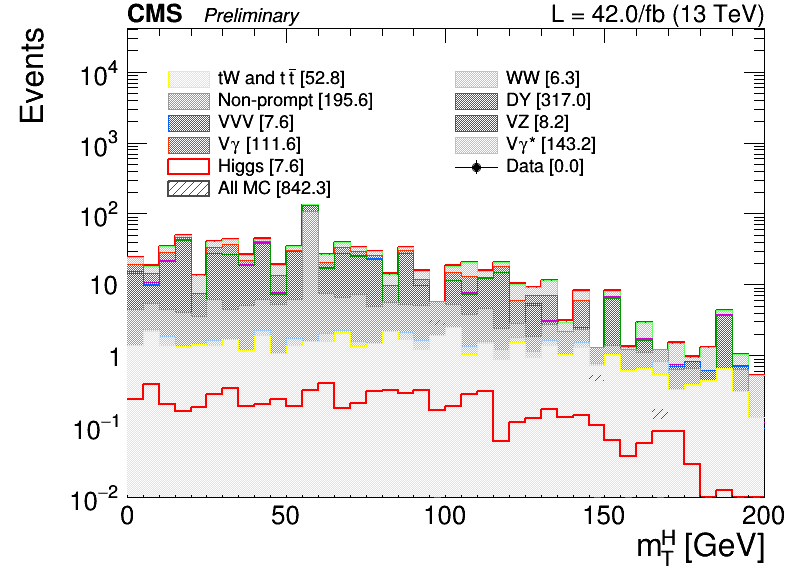 CMS Preliminary L = 42.0/fb (13 TeV)
Events
tW and tt̄ [52.8]
Non-prompt [195.6]
VVV [7.6]
Vγ [111.6]
Higgs [7.6]
All MC [842.3]
WW [6.3]
DY [317.0]
VZ [8.2]
Vγ* [143.2]
Data [0.0]
10⁴
10³
10²
10
1
10⁻¹
10⁻²
0 50 100 150 200
m_T^H [GeV]